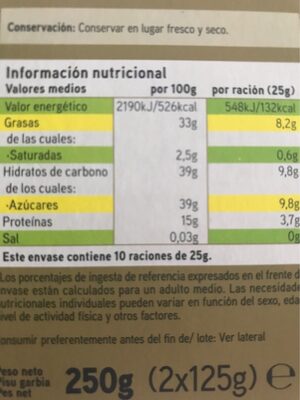 Conservación: Conservar en lugar fresco y seco.
Información nutricional
Valores medios por 100g por ración (25g)
Valor energético 2190kJ/526kcal 548kJ/132kcal
Grasas 33g 8,2g
de las cuales:
-Saturadas 2,5g 0,6g
Hidratos de carbono 39g 9,8g
de los cuales:
-Azúcares 39g 9,8g
Proteínas 15g 3,7g
Sal 0,03g 0g
Este envase contiene 10 raciones de 25g.
Los porcentajes de ingesta de referencia expresados en el frente d
envase están calculados para un adulto medio. Las necesidade
nutricionales individuales pueden variar en función del sexo, eda
nivel de actividad física y otros factores.
onsumir preferentemente antes del fin de/ lote: Ver lateral
Peso neto
Pisu garbia
Pes net
250g (2x125g) e